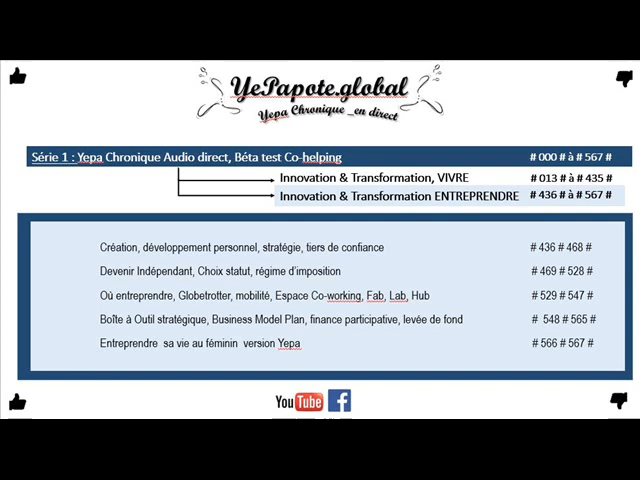 YePapote.global
Yepa Chronique _en direct
Série 1 : Yepa Chronique Audio direct, Béta test Co-helping # 000 # à # 567 #
Innovation & Transformation, VIVRE # 013 # à # 435 #
Innovation & Transformation ENTREPRENDRE # 436 # à # 567 #
Création, développement personnel, stratégie, tiers de confiance # 436 # 468 #
Devenir Indépendant, Choix statut, régime d'imposition # 469 # 528 #
Où entreprendre, Globetrotter, mobilité, Espace Co-working, Fab, Lab, Hub # 529 # 547 #
Boîte à Outil stratégique, Business Model Plan, finance participative, levée de fond # 548 # 565 #
Entreprendre sa vie au féminin version Yepa # 566 # 567 #
YouTube f